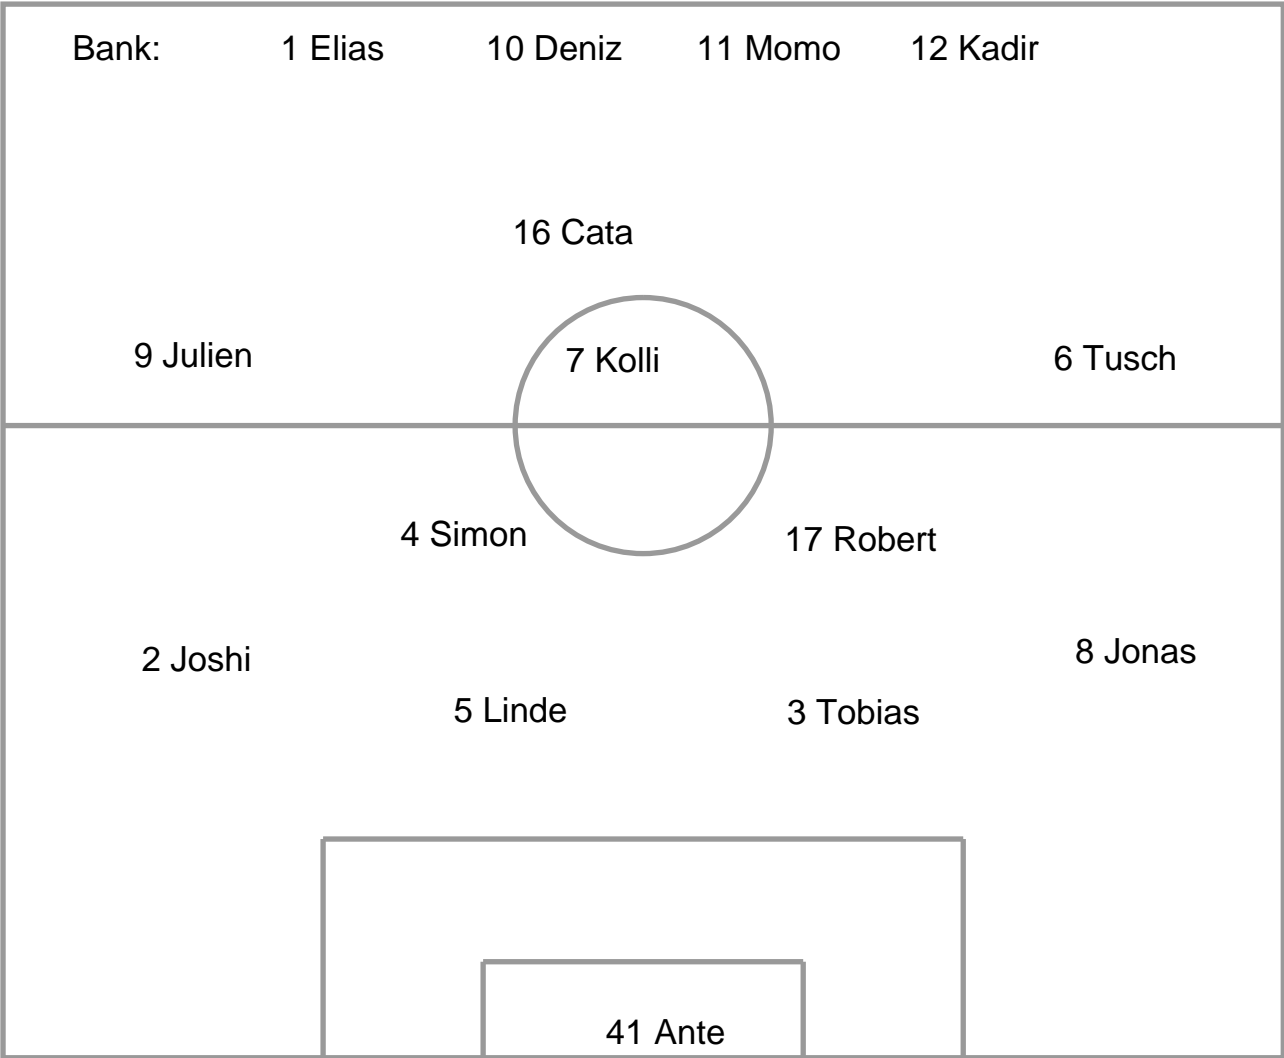 Bank: 1 Elias 10 Deniz 11 Momo 12 Kadir
16 Cata
9 Julien 7 Kolli 6 Tusch
4 Simon 17 Robert
2 Joshi 8 Jonas
5 Linde 3 Tobias
41 Ante